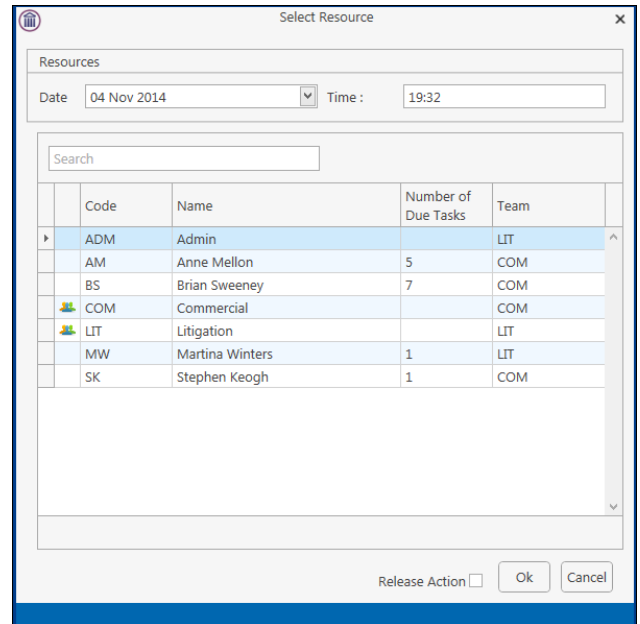 Select Resource
Resources
Date 04 Nov 2014 Time : 19:32
Search
Code Name Number of Due Tasks Team
ADM Admin LIT
AM Anne Mellon 5 COM
BS Brian Sweeney 7 COM
COM Commercial COM
LIT Litigation LIT
MW Martina Winters 1 LIT
SK Stephen Keogh 1 COM
Release Action Ok Cancel